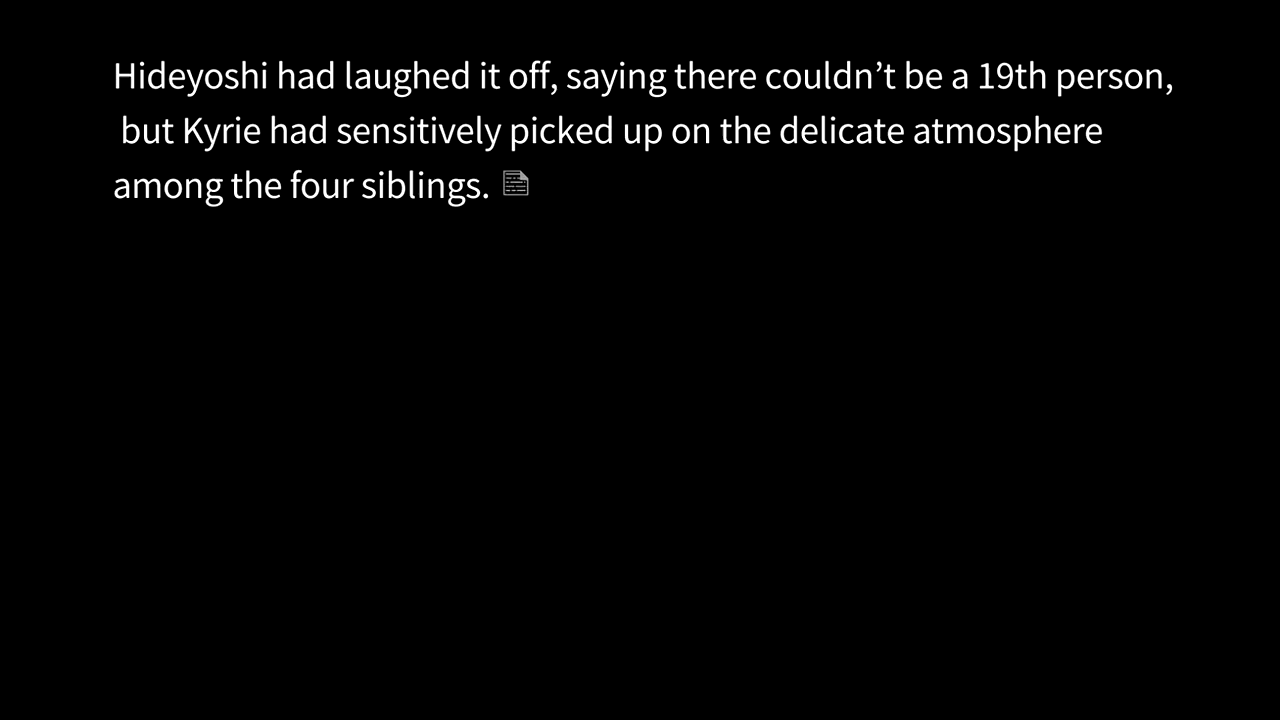 Hideyoshi had laughed it off, saying there couldn’t be a 19th person,
but Kyrie had sensitively picked up on the delicate atmosphere
among the four siblings.